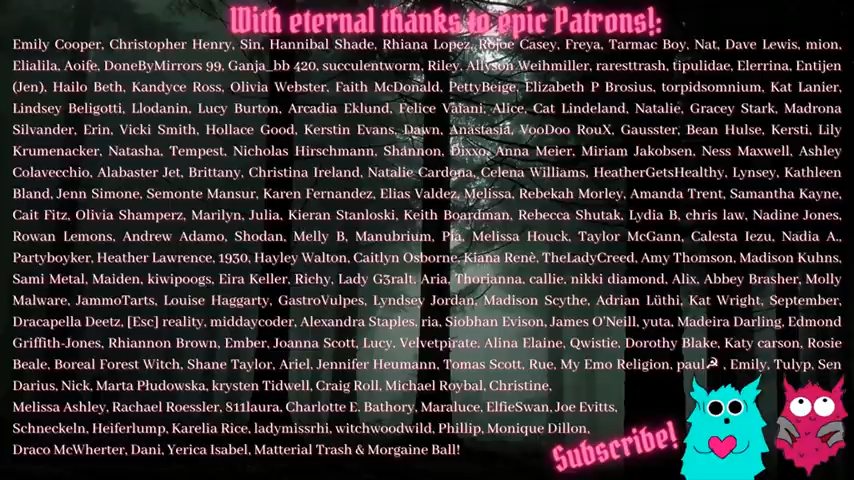 With eternal thanks to epic Patrons!:
Emily Cooper, Christopher Henry, Sin, Hannibal Shade, Rhiana Lopez, Rojoe Casey, Freya, Tarmac Boy, Nat, Dave Lewis, mion,
Elialila, Aoife, DoneByMirrors 99, Ganja_bb 420, succulentworm, Riley, Allyson Weihmiller, raresttrash, tipulidae, Elerrina, Entijen
(Jen), Hailo Beth, Kandyce Ross, Olivia Webster, Faith McDonald, PettyBeige, Elizabeth P Brosius, torpidsomnium, Kat Lanier,
Lindsey Beligotti, Llodanin, Lucy Burton, Arcadia Eklund, Felice Vaiani, Alice, Cat Lindeland, Natalie, Gracey Stark, Madrona
Silvander, Erin, Vicki Smith, Hollace Good, Kerstin Evans, Dawn, Anastasia, VooDoo RouX, Gausster, Bean Hulse, Kersti, Lily
Krumenacker, Natasha, Tempest, Nicholas Hirschmann, Shannon, Dixxo, Anna Meier, Miriam Jakobsen, Ness Maxwell, Ashley
Colavecchio, Alabaster Jet, Brittany, Christina Ireland, Natalie Cardona, Celena Williams, HeatherGetsHealthy, Lynsey, Kathleen
Bland, Jenn Simone, Semonte Mansur, Karen Fernandez, Elias Valdez, Melissa, Rebekah Morley, Amanda Trent, Samantha Kayne,
Cait Fitz, Olivia Shamperz, Marilyn, Julia, Kieran Stanloski, Keith Boardman, Rebecca Shutak, Lydia B, chris law, Nadine Jones,
Rowan Lemons, Andrew Adamo, Shodan, Melly B, Manubrium, Pia, Melissa Houck, Taylor McGann, Calesta Iezu, Nadia A.,
Partyboyker, Heather Lawrence, 1930, Hayley Walton, Caitlyn Osborne, Kiana Renè, TheLadyCreed, Amy Thomson, Madison Kuhns,
Sami Metal, Maiden, kiwipoogs, Eira Keller, Richy, Lady G3ralt, Aria, Thorianna, callie, nikki diamond, Alix, Abbey Brasher, Molly
Malware, JammoTarts, Louise Haggarty, GastroVulpes, Lyndsey Jordan, Madison Scythe, Adrian Lüthi, Kat Wright, September,
Dracapella Deetz, [Esc] reality, middaycoder, Alexandra Staples, ria, Siobhan Evison, James O'Neill, yuta, Madeira Darling, Edmond
Griffith-Jones, Rhiannon Brown, Ember, Joanna Scott, Lucy, Velvetpirate, Alina Elaine, Qwistie, Dorothy Blake, Katy carson, Rosie
Beale, Boreal Forest Witch, Shane Taylor, Ariel, Jennifer Heumann, Tomas Scott, Rue, My Emo Religion, paul☭ , Emily, Tulyp, Sen
Darius, Nick, Marta Płudowska, krysten Tidwell, Craig Roll, Michael Roybal, Christine,
Melissa Ashley, Rachael Roessler, 811laura, Charlotte E. Bathory, Maraluce, ElfieSwan, Joe Evitts,
Schneckeln, Heiferlump, Karelia Rice, ladymissrhi, witchwoodwild, Phillip, Monique Dillon,
Draco McWherter, Dani, Yerica Isabel, Matterial Trash & Morgaine Ball!
Subscribe!